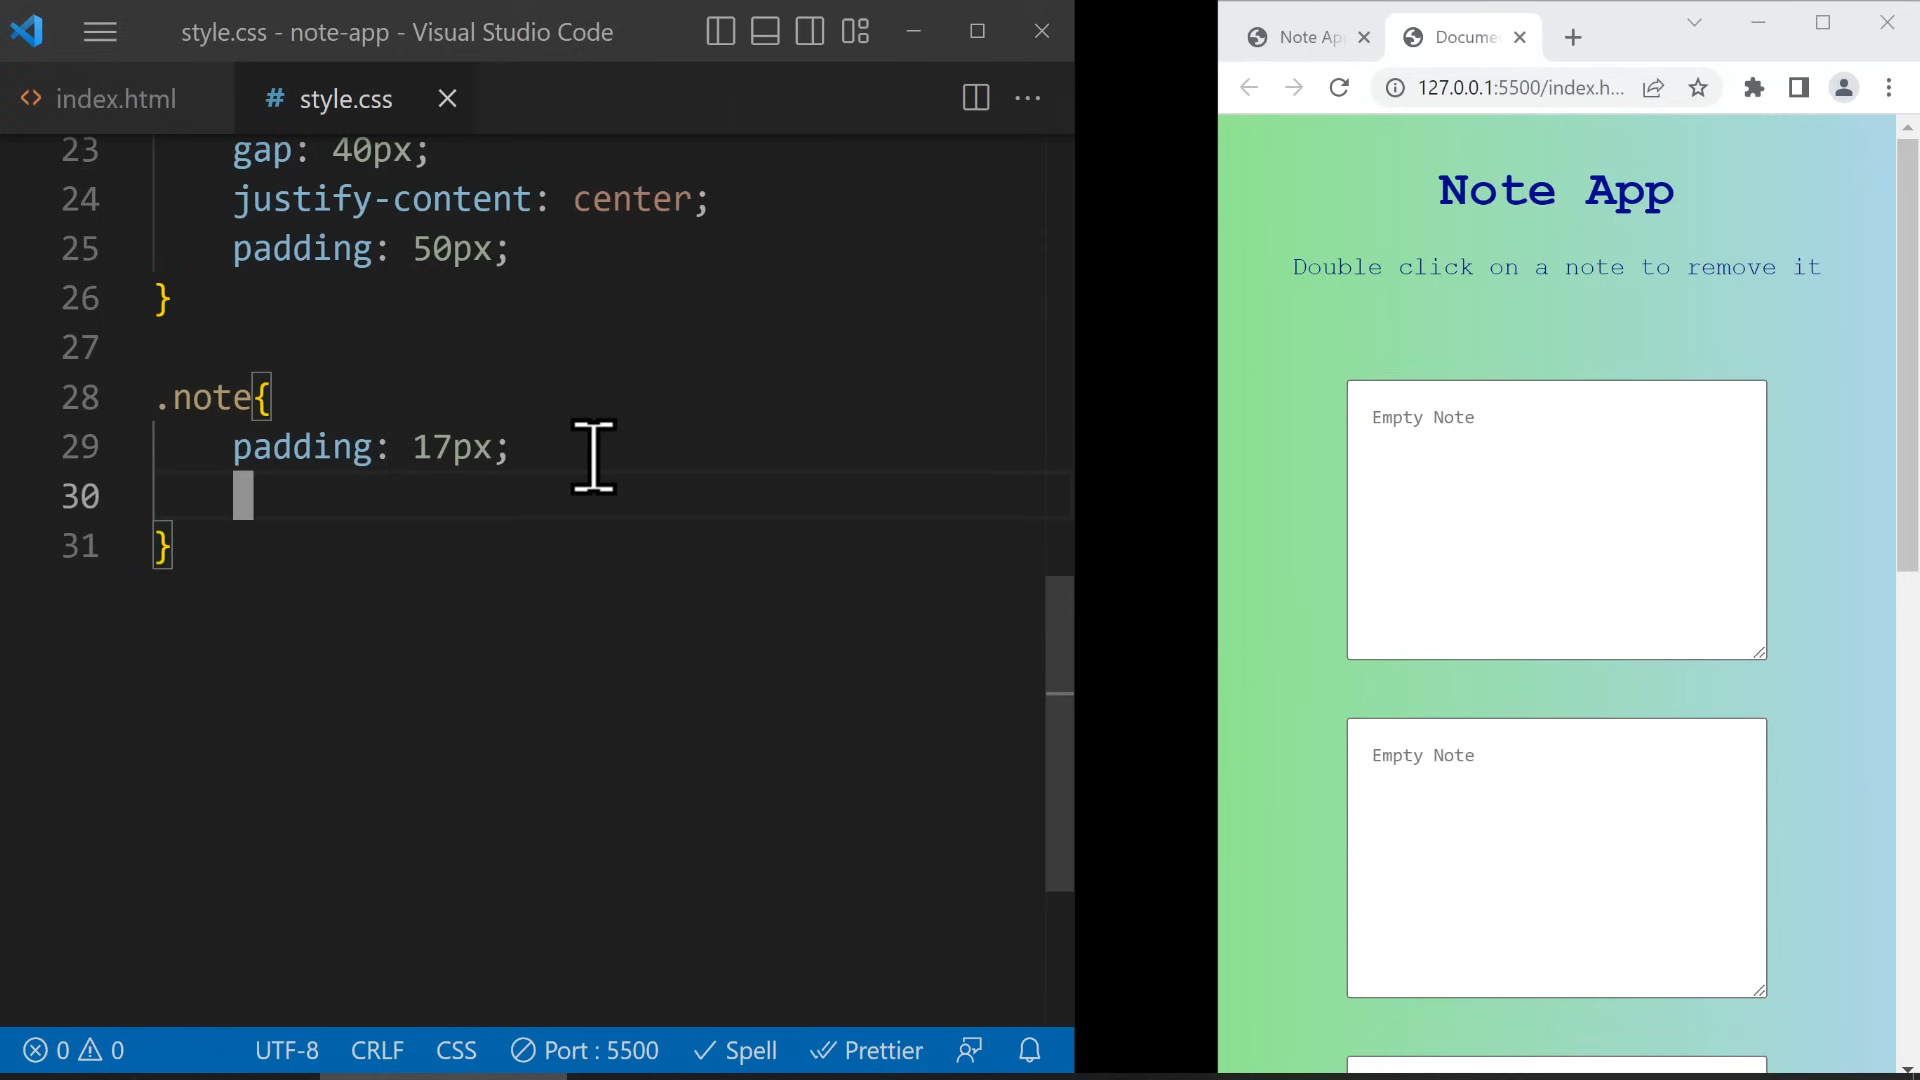 style.css - note-app - Visual Studio Code
index.html
style.css
23 gap: 40px;
24 justify-content: center;
25 padding: 50px;
26 }
27
28 .note{
29 padding: 17px;
30
31 }
0 0 UTF-8 CRLF CSS Port : 5500 Spell Prettier
Note Ap
Docume
127.0.0.1:5500/index.h...
Note App
Double click on a note to remove it
Empty Note
Empty Note